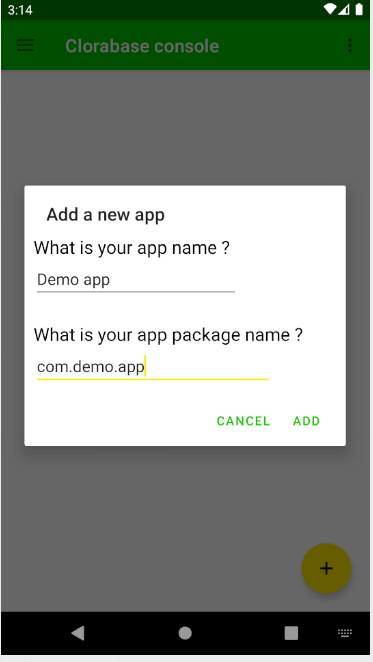 3:14
Clorabase console
Add a new app
What is your app name ?
Demo app
What is your app package name ?
com.demo.app
CANCEL ADD
+